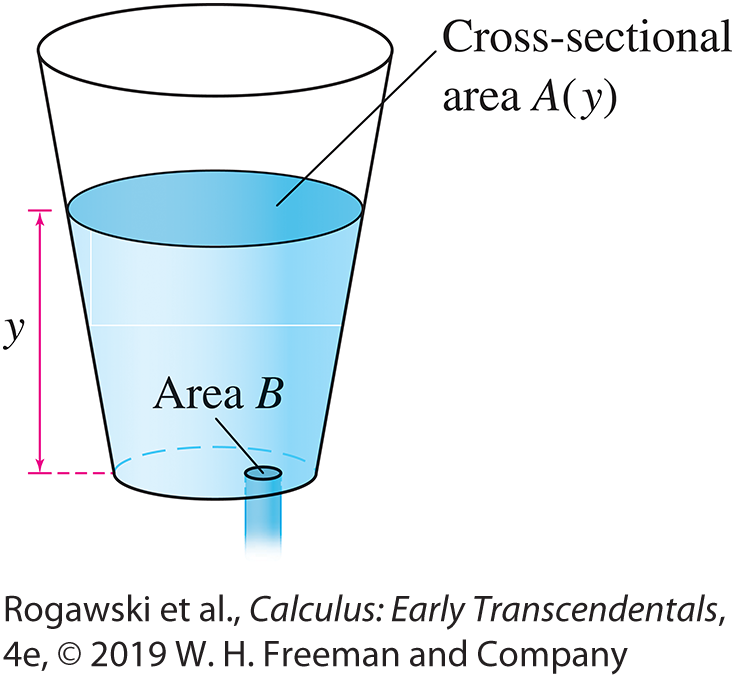 Cross-sectional
area A(y)
y
Area B
Rogawski et al., Calculus: Early Transcendentals,
4e, © 2019 W. H. Freeman and Company